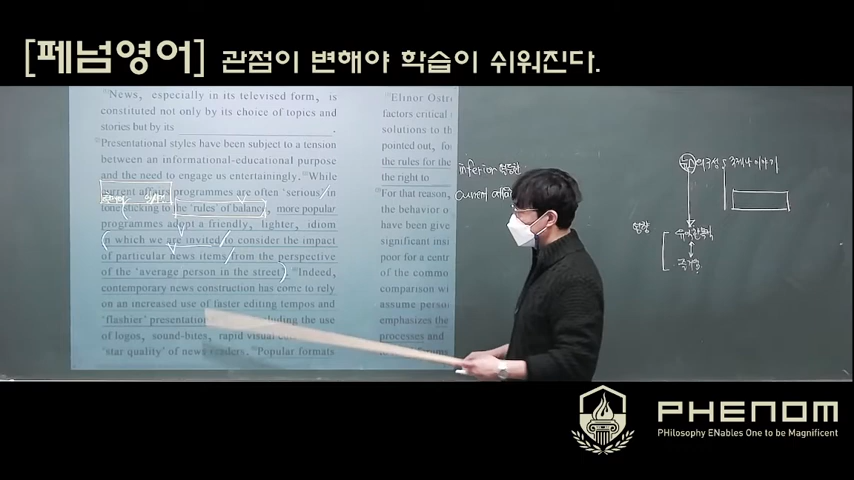 [페넘영어] 관점이 변해야 학습이 쉬워진다.
News, especially in its televised form, is
constituted not only by its choice of topics and
stories but by its
Presentational styles have been subject to a tension
between an informational-educational purpose
and the need to engage us entertainingly. While
current affairs programmes are often 'serious' in
tone sticking to the 'rules' of balance, more popular
programmes adopt a friendly, lighter, idiom
in which we are invited to consider the impact
of particular news items from the perspective
of the 'average person in the street'. Indeed,
contemporary news construction has come to rely
on an increased use of faster editing tempos and
'flashier' the use
of logos, sound-bites, rapid visual
'star quality' of news readers. Popular formats
Elinor Ostr
factors critical
solutions to th
pointed out, fo
the rules for the
the right to
For that reason,
the behavior o
have been give
significant insi
poor for a centr
of the commo
comparison wi
assume perso
emphasizes the
processes and
forums
inferior
current
PHENOM
PHilosophy ENables One to be Magnificent